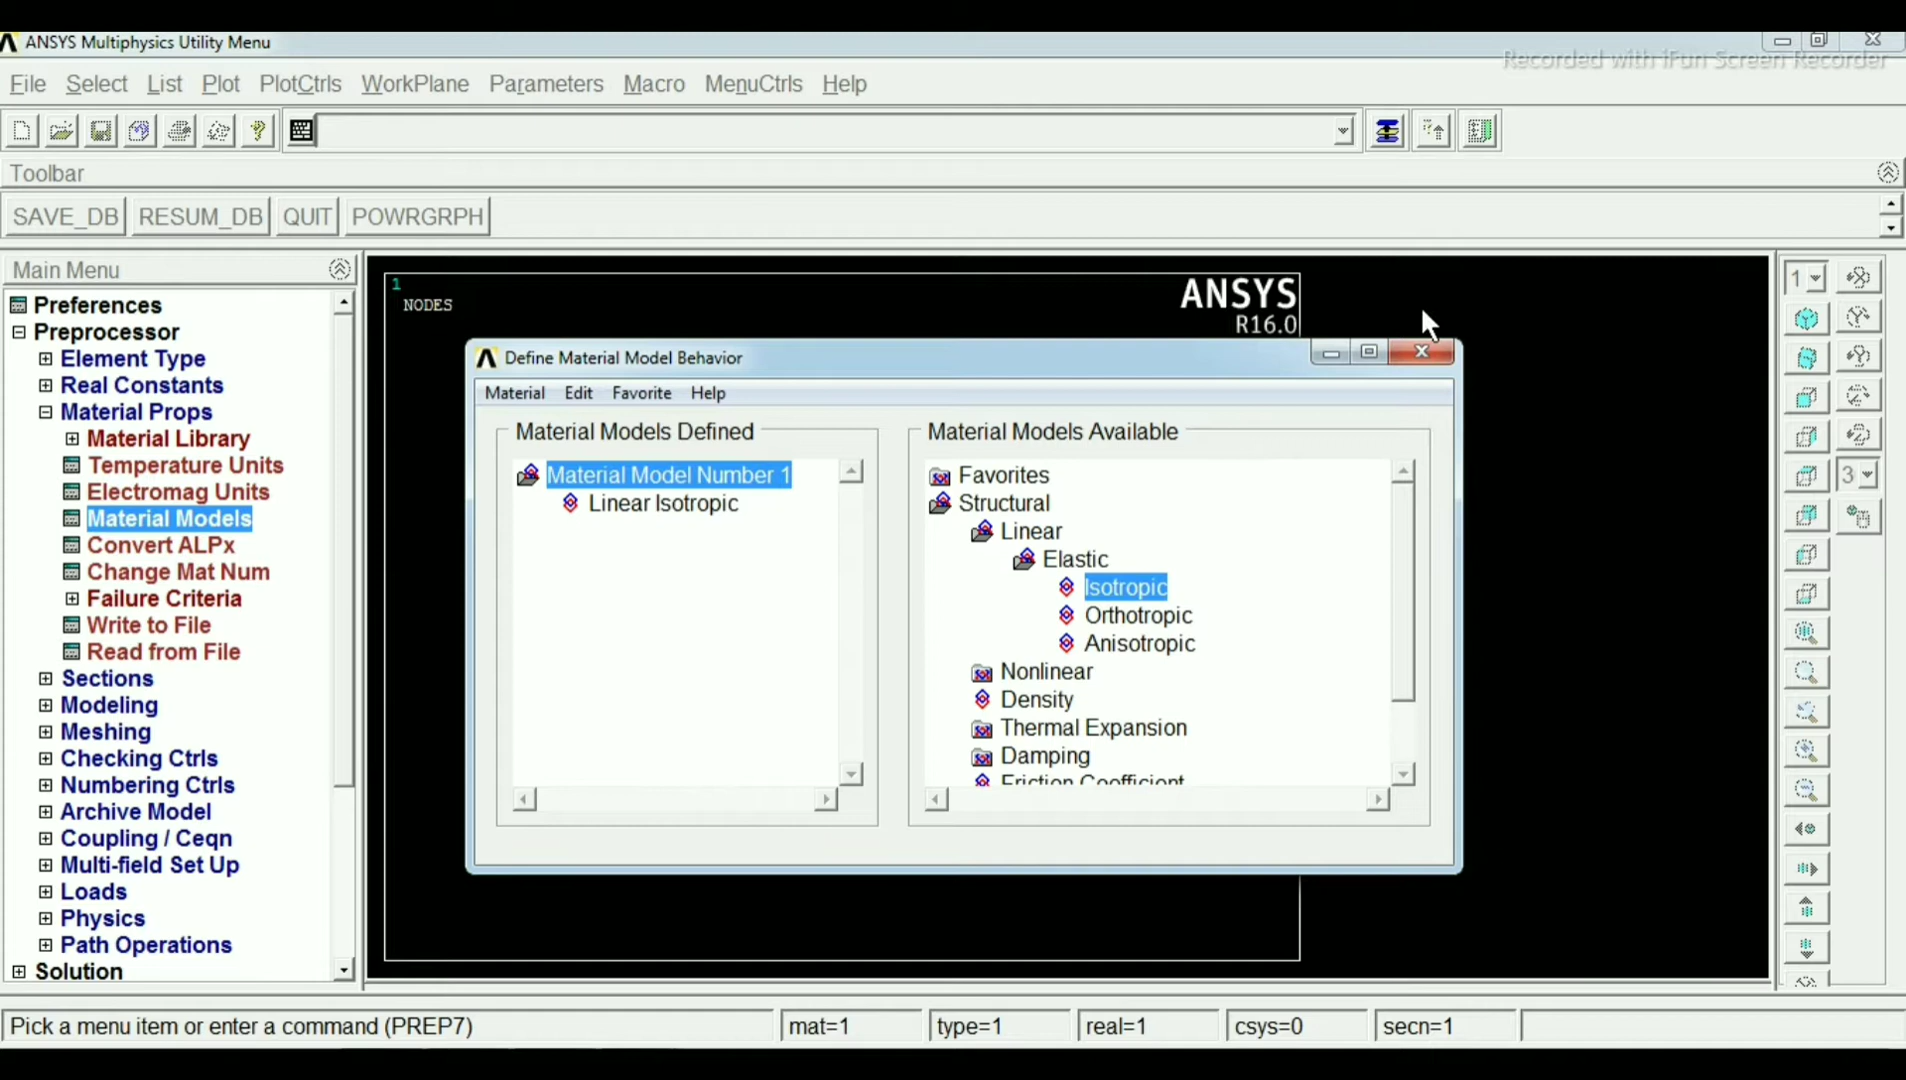 ANSYS Multiphysics Utility Menu
Recorded with iFun Screen Recorder
File Select List Plot PlotCtrls WorkPlane Parameters Macro MenuCtrls Help
Toolbar
SAVE_DB RESUM_DB QUIT POWRGRPH
Main Menu
Preferences
Preprocessor
Element Type
Real Constants
Material Props
Material Library
Temperature Units
Electromag Units
Material Models
Convert ALPx
Change Mat Num
Failure Criteria
Write to File
Read from File
Sections
Modeling
Meshing
Checking Ctrls
Numbering Ctrls
Archive Model
Coupling / Ceqn
Multi-field Set Up
Loads
Physics
Path Operations
Solution
1
NODES
ANSYS
R16.0
Define Material Model Behavior
Material Edit Favorite Help
Material Models Defined
Material Model Number 1
Linear Isotropic
Material Models Available
Favorites
Structural
Linear
Elastic
Isotropic
Orthotropic
Anisotropic
Nonlinear
Density
Thermal Expansion
Damping
Friction Coefficient
1
3
Pick a menu item or enter a command (PREP7) mat=1 type=1 real=1 csys=0 secn=1